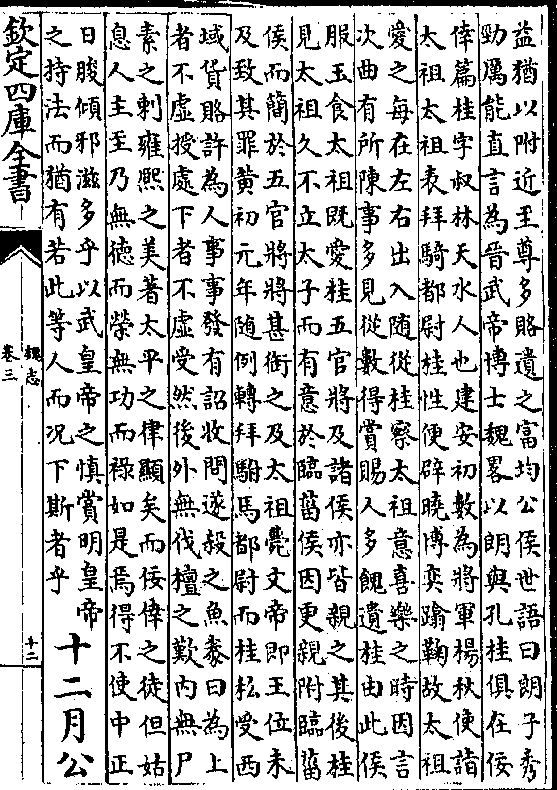 益猶以附近至尊多賂遺之富均公侯世語曰朗子秀
勁厲能直言為晉武帝博士魏畧以朗與孔桂俱在佞
倖篇桂字叔林天水人也建安初數為將軍楊秋使詣
太祖太祖表拜騎都尉桂性便辟曉博奕蹹鞠故太祖
愛之每在左右出入隨從桂察太祖意喜樂之時因言
次曲有所陳事多見從數得賞賜人多餽遺桂由此侯
服玉食太祖既愛桂五官將及諸侯亦皆親之其後桂
見太祖久不立太子而有意於臨菑侯因更親附臨菑
侯而簡於五官將將甚銜之及太祖薨文帝即王位未
及致其罪黄初元年隨例轉拜駙馬都尉而桂私受西
域貨賂許為人事事發有詔收問遂殺之魚豢曰為上
者不虚授處下者不虚受然後外無伐檀之歎内無尸
素之刺雍熙之美著太平之律顯矣而佞倖之徒但姑
息人主至乃無德而榮無功而禄如是焉得不使中正
日朘傾邪滋多乎以武皇帝之慎賞明皇帝
之持法而猶有若此等人而况下斯者乎
十二月公
欽定四庫全書
魏志
卷三
十二